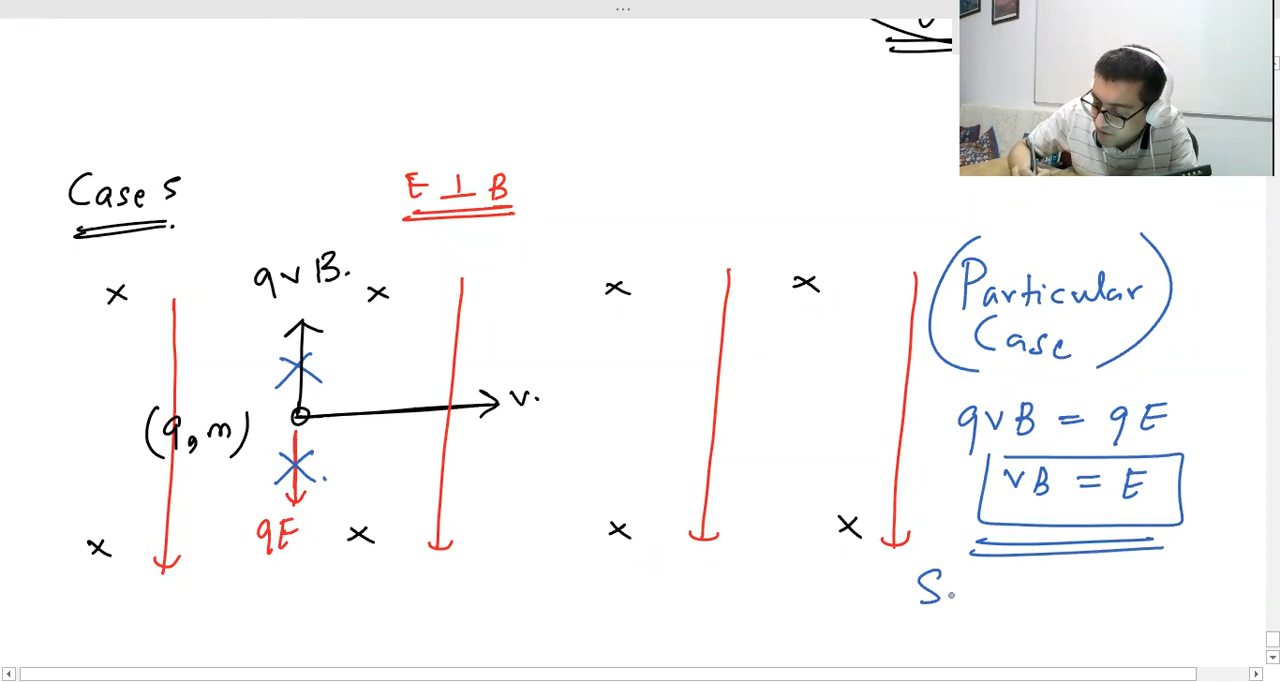 Case 5
E ⊥ B
qvB.
x x x x
(Particular
Case)
v.
(q, m)
qvB = qE
vB = E
qE
x x x x
S